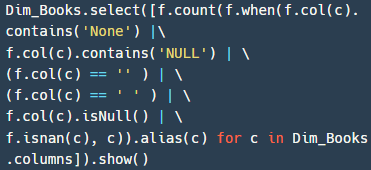 Dim_Books.select([f.count(f.when(f.col(c).
contains('None') |\
f.col(c).contains('NULL') | \
(f.col(c) == '' ) | \
(f.col(c) == ' ' ) | \
f.col(c).isNull() | \
f.isnan(c), c)).alias(c) for c in Dim_Books
.columns]).show()